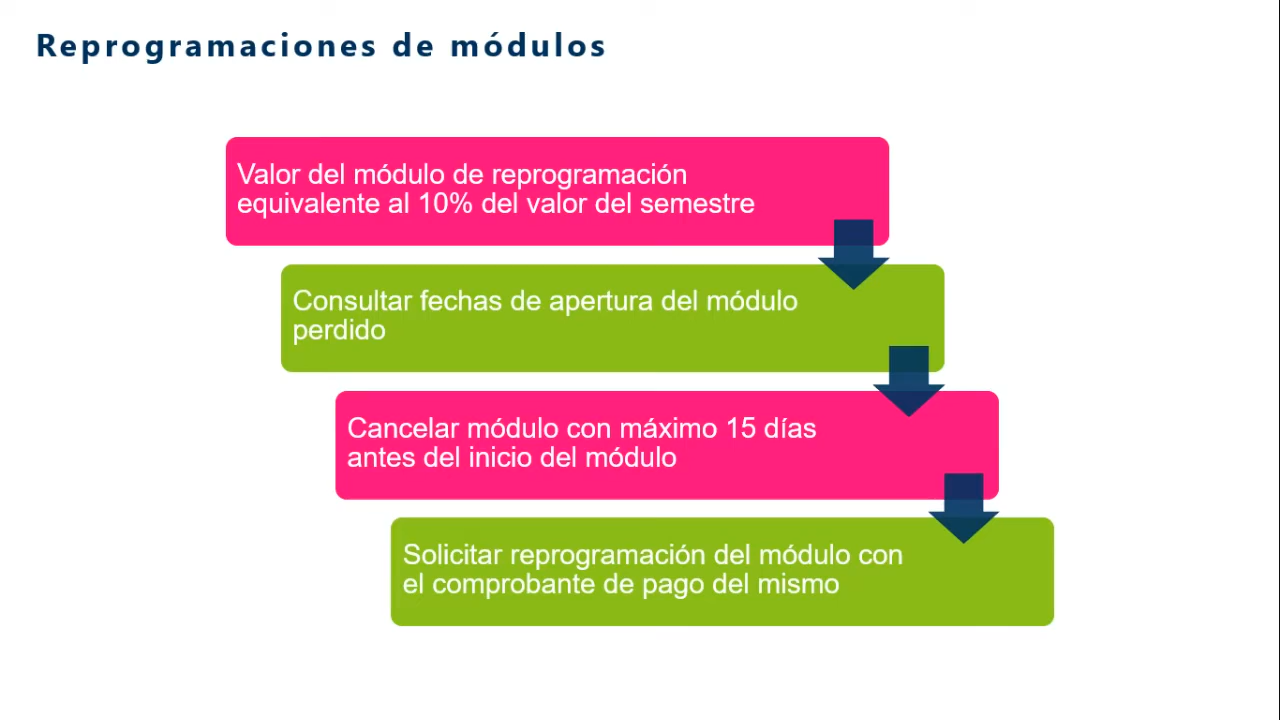 Reprogramaciones de módulos
Valor del módulo de reprogramación
equivalente al 10% del valor del semestre
Consultar fechas de apertura del módulo
perdido
Cancelar módulo con máximo 15 días
antes del inicio del módulo
Solicitar reprogramación del módulo con
el comprobante de pago del mismo